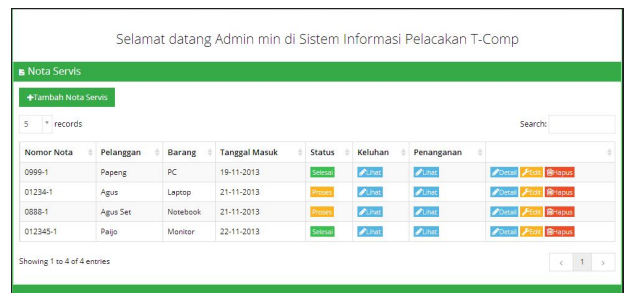 Selamat datang Admin min di Sistem Informasi Pelacakan T-Comp
Nota Servis
+Tambah Nota Servis
5 records Search:
Nomor Nota Pelanggan Barang Tanggal Masuk Status Keluhan Penanganan
0999-1 Papeng PC 19-11-2013 Selesai Lihat Lihat Detail Edit Hapus
01234-1 Agus Laptop 21-11-2013 Proses Lihat Lihat Detail Edit Hapus
0888-1 Agus Set Notebook 21-11-2013 Proses Lihat Lihat Detail Edit Hapus
012345-1 Paijo Monitor 22-11-2013 Selesai Lihat Lihat Detail Edit Hapus
Showing 1 to 4 of 4 entries < 1 >